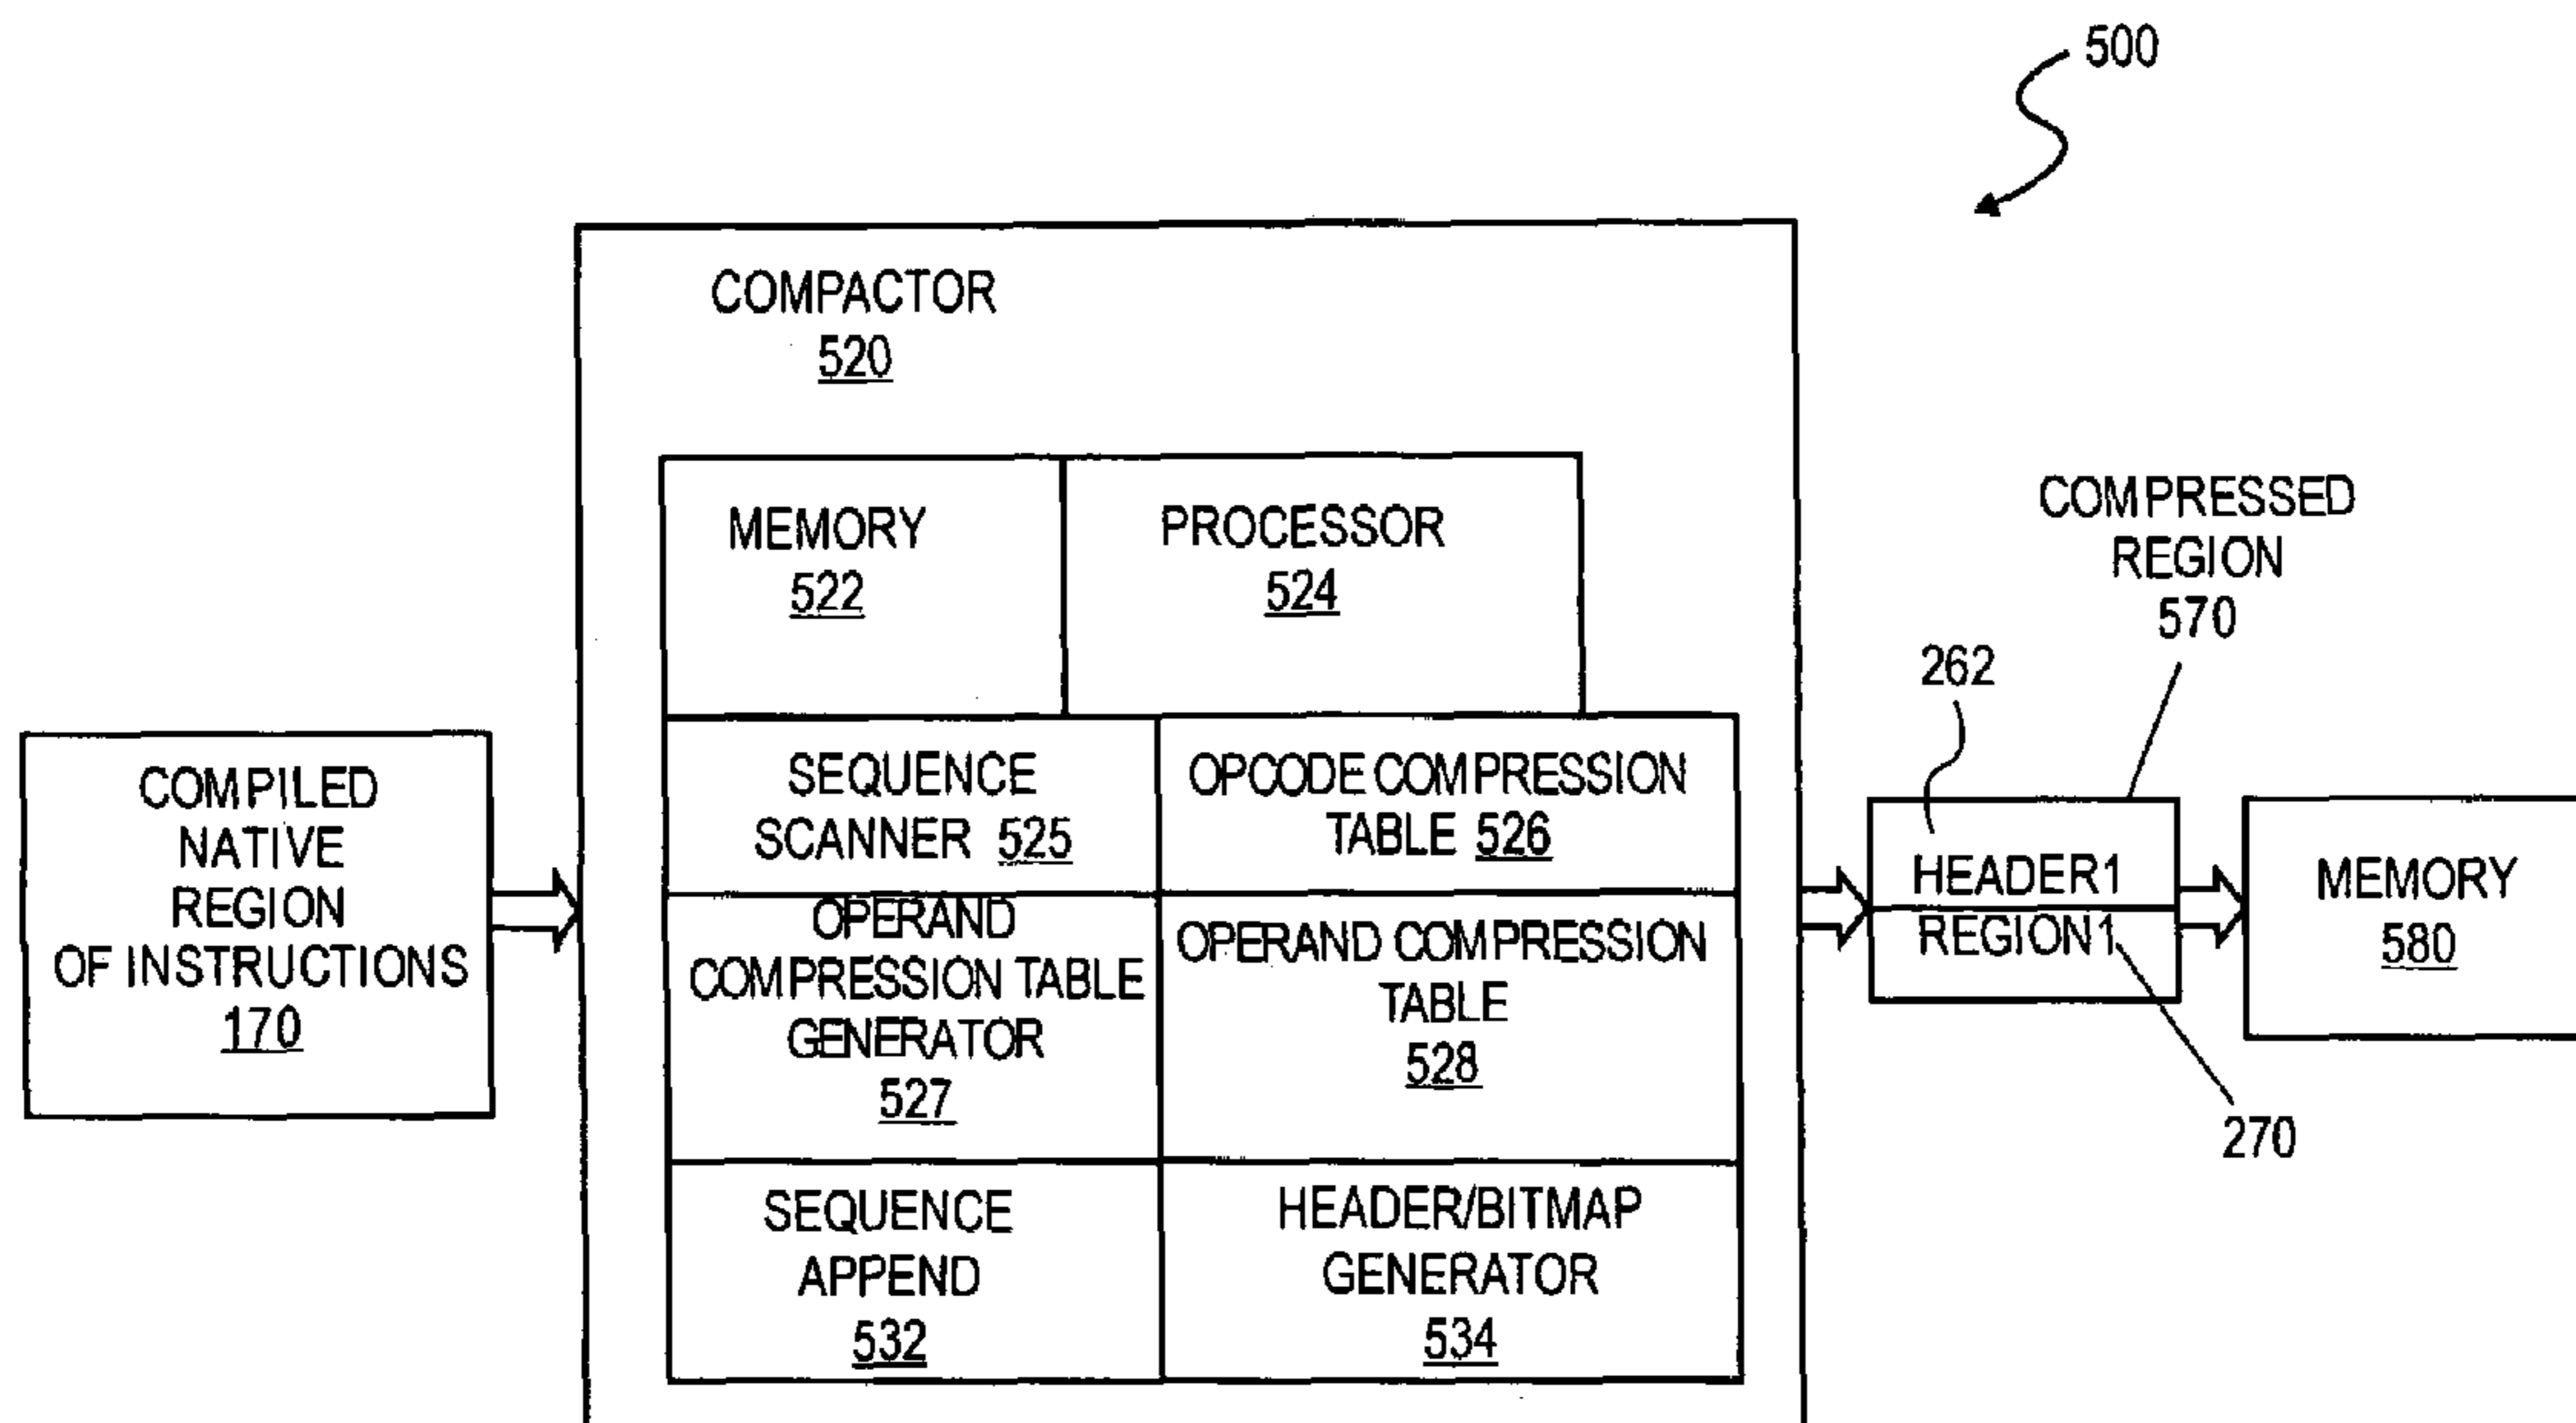 500
COMPACTOR
520
MEMORY
522
PROCESSOR
524
SEQUENCE
SCANNER 525
OPCODE COMPRESSION
TABLE 526
OPERAND
COMPRESSION TABLE
GENERATOR
527
OPERAND COMPRESSION
TABLE
528
SEQUENCE
APPEND
532
HEADER/BITMAP
GENERATOR
534
COMPILED
NATIVE
REGION
OF INSTRUCTIONS
170
COMPRESSED
REGION
570
262
HEADER1
REGION1
270
MEMORY
580